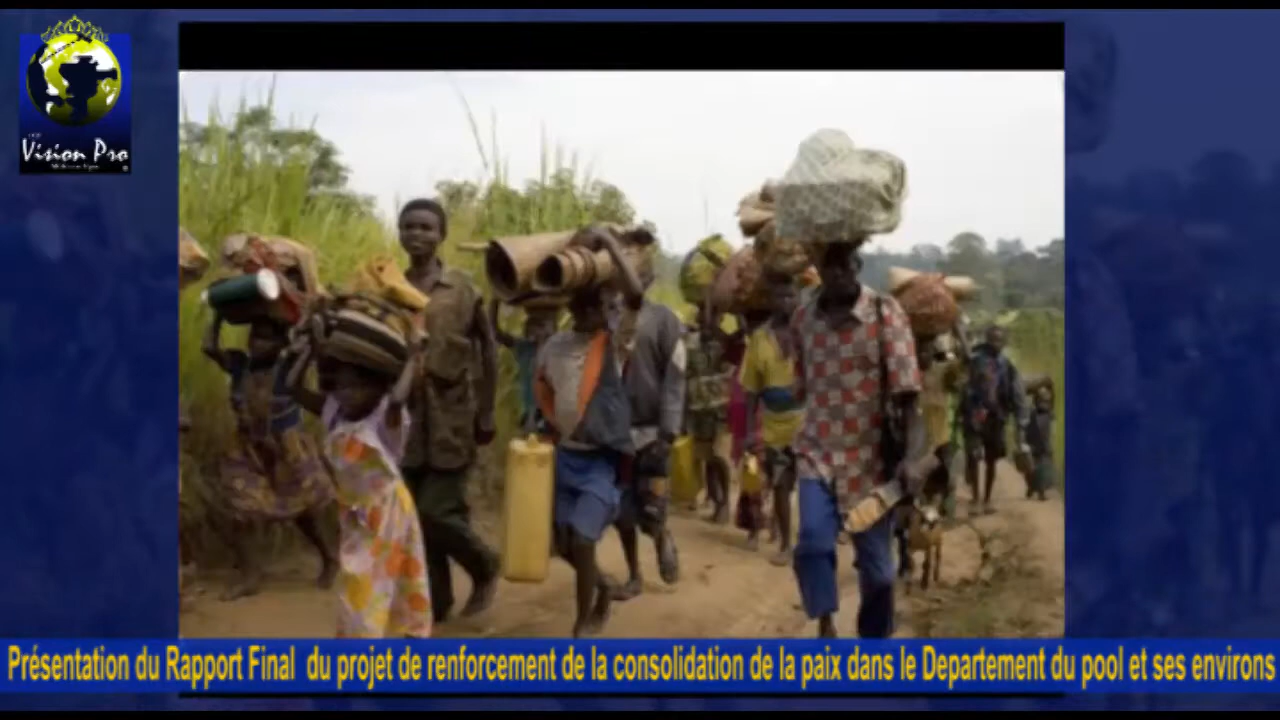 Vision Pro
Présentation du Rapport Final du projet de renforcement de la consolidation de la paix dans le Departement du pool et ses environs